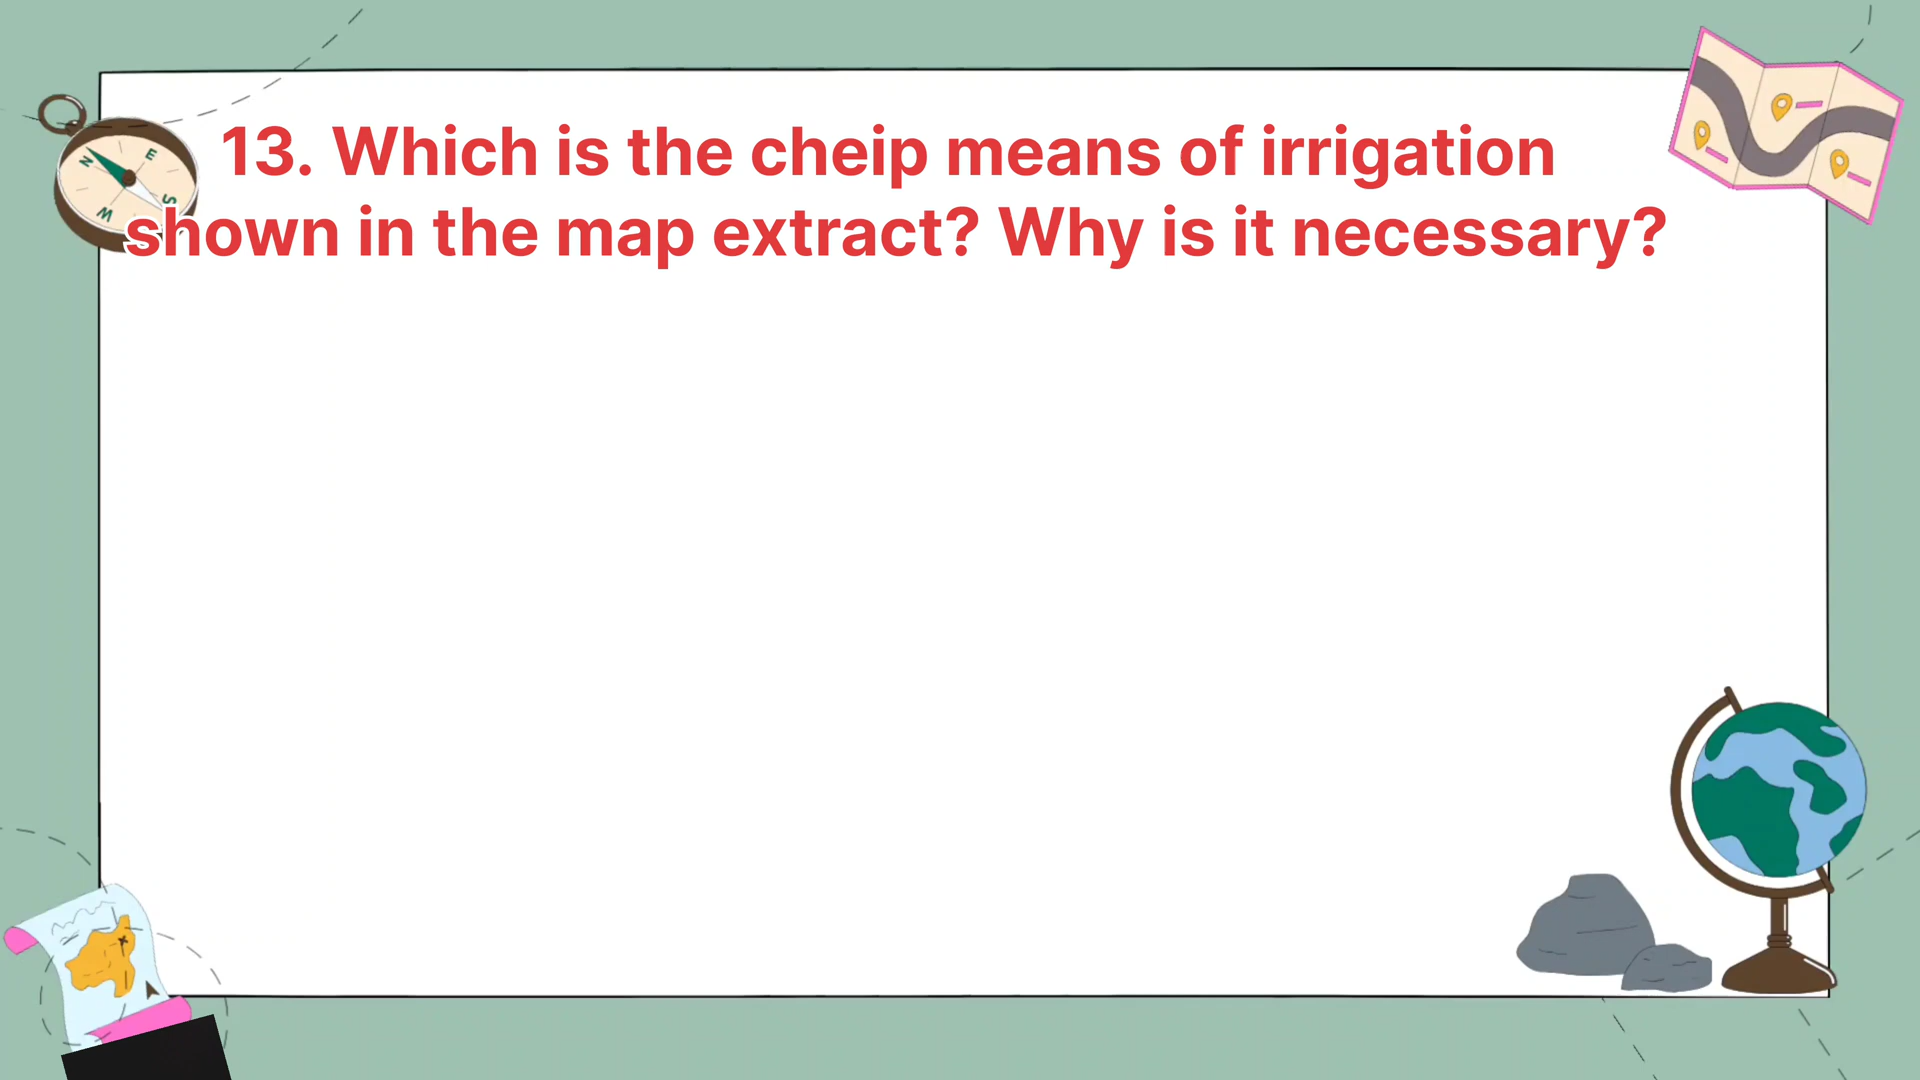 13. Which is the cheip means of irrigation
shown in the map extract? Why is it necessary?
N
E
W
S